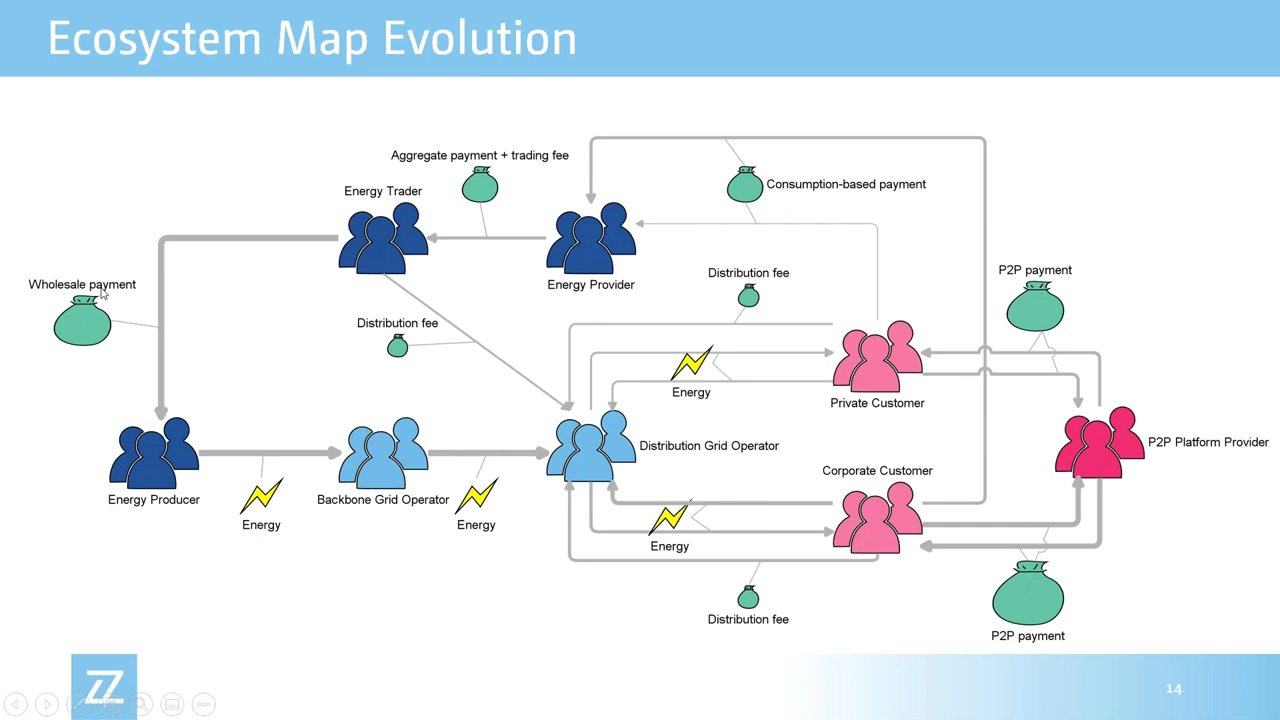 Ecosystem Map Evolution
Aggregate payment + trading fee
Energy Trader
Consumption-based payment
Wholesale payment
Energy Provider
Distribution fee
P2P payment
Distribution fee
Energy
Private Customer
Energy Producer
Backbone Grid Operator
Distribution Grid Operator
P2P Platform Provider
Corporate Customer
Energy
Energy
Energy
Distribution fee
P2P payment
14